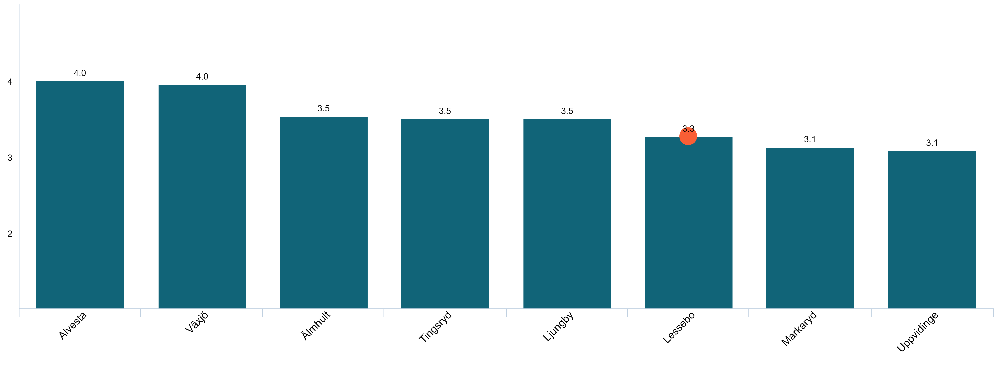 4.0
4.0
3.5
3.5
3.5
3.3
3.1
3.1
4
3
2
Alvesta
Växjö
Älmhult
Tingsryd
Ljungby
Lessebo
Markaryd
Uppvidinge